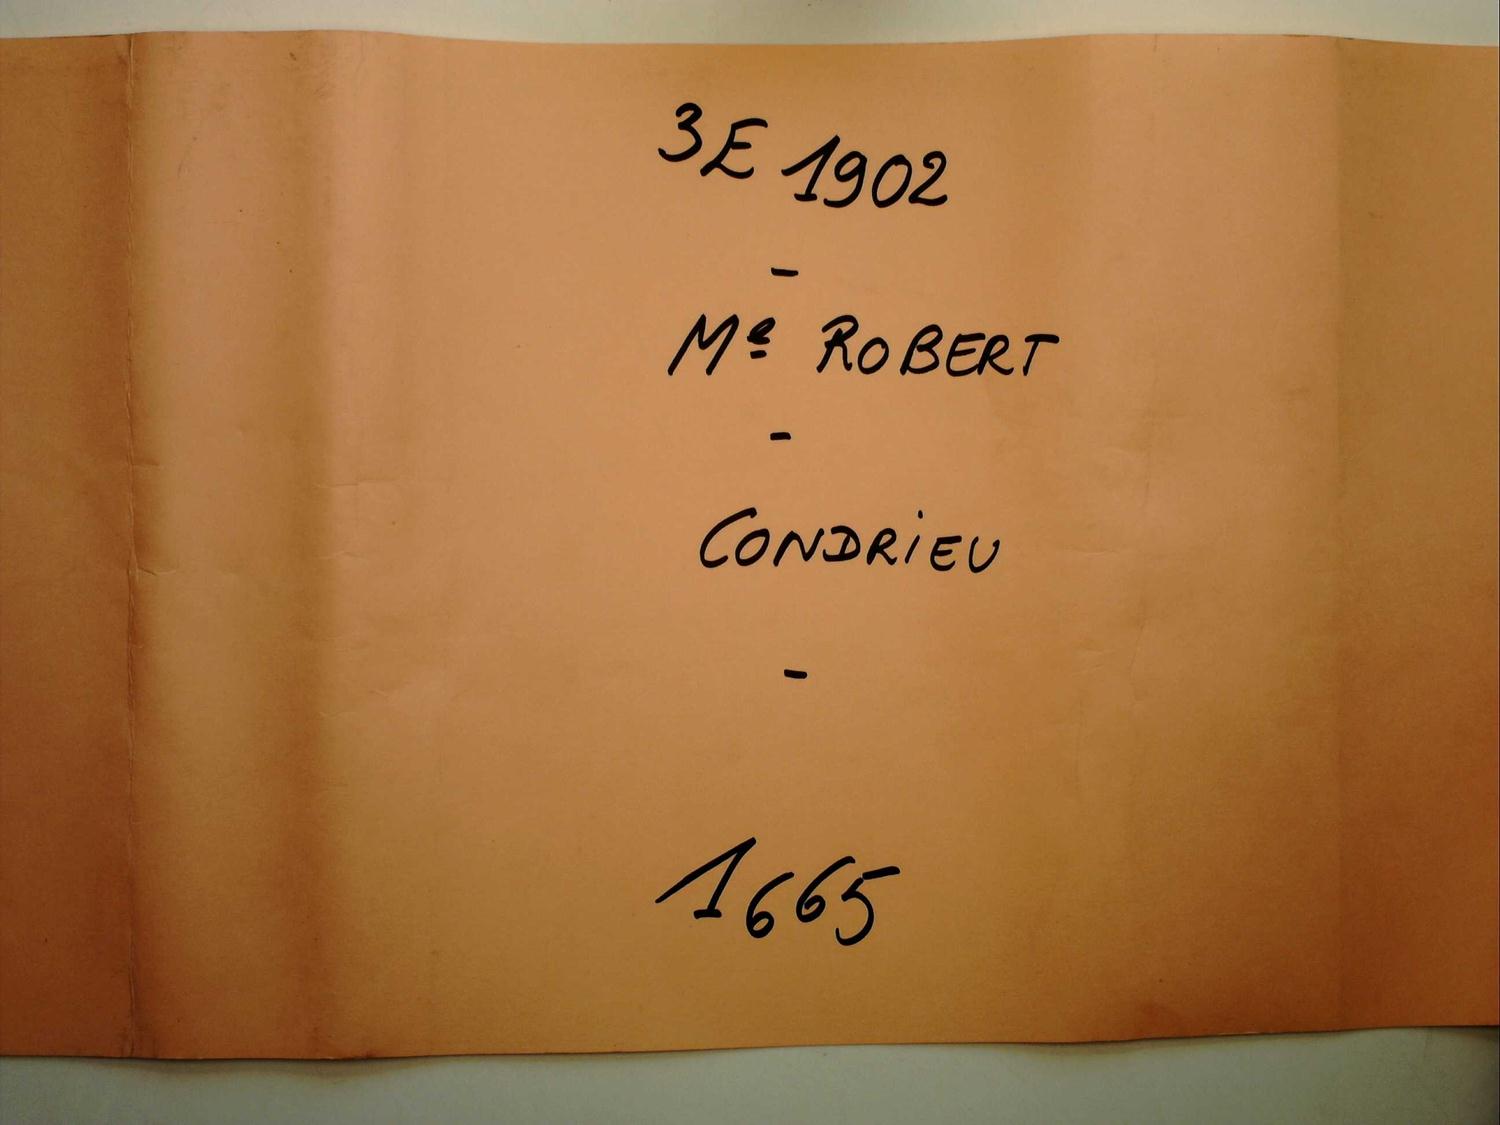 3E 1902
-
Me ROBERT
-
CONDRiEU
-
1665